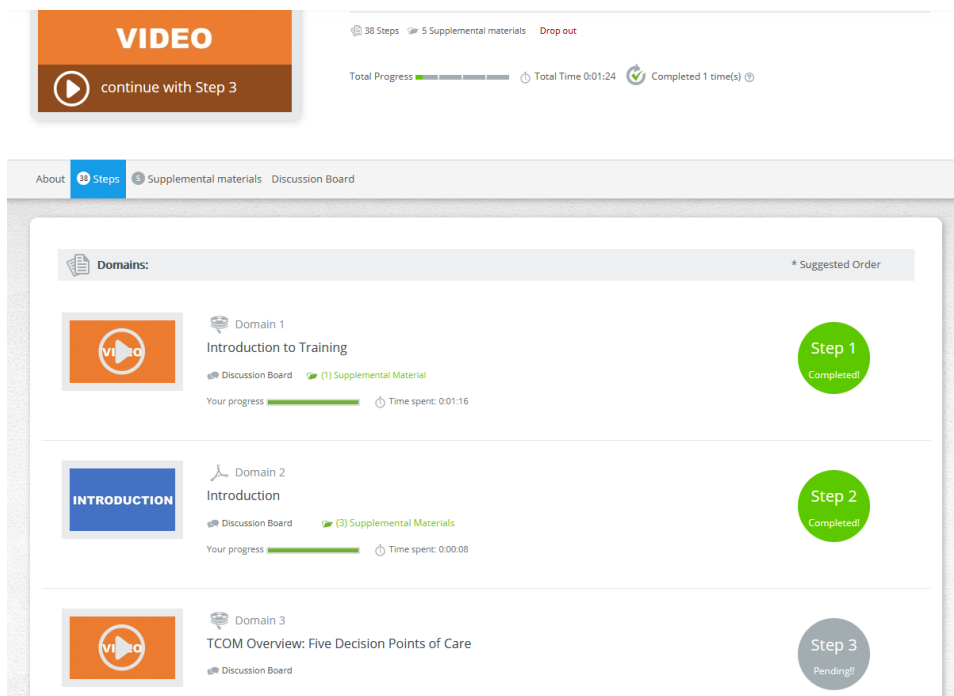 VIDEO
continue with Step 3
38 Steps 5 Supplemental materials Drop out
Total Progress Total Time 0:01:24 Completed 1 time(s) ?
About 38 Steps 5 Supplemental materials Discussion Board
Domains: * Suggested Order
VIDEO
Domain 1
Introduction to Training
Discussion Board (1) Supplemental Material
Your progress Time spent: 0:01:16
Step 1
Completed!
INTRODUCTION
Domain 2
Introduction
Discussion Board (3) Supplemental Materials
Your progress Time spent: 0:00:08
Step 2
Completed!
VIDEO
Domain 3
TCOM Overview: Five Decision Points of Care
Discussion Board
Step 3
Pending!!